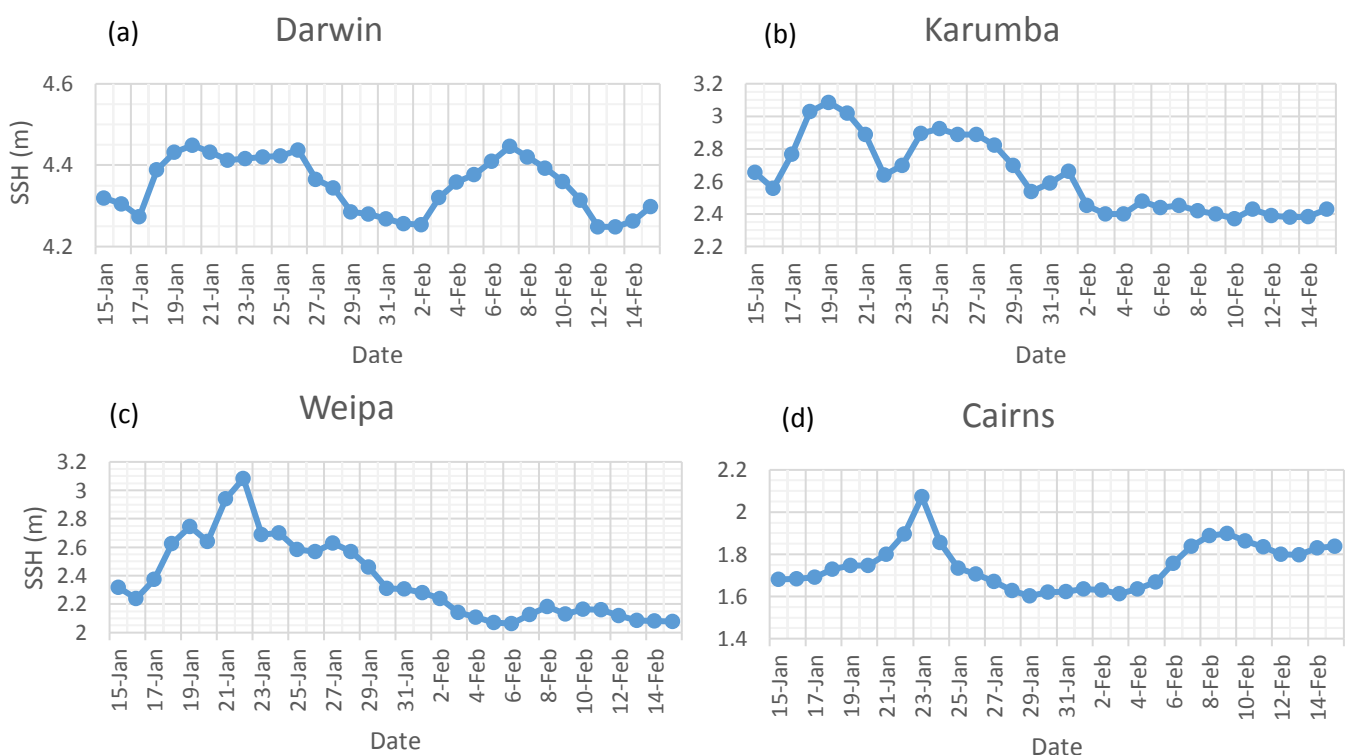 (a) Darwin
SSH (m)
4.6
4.4
4.2
15-Jan
17-Jan
19-Jan
21-Jan
23-Jan
25-Jan
27-Jan
29-Jan
31-Jan
2-Feb
4-Feb
6-Feb
8-Feb
10-Feb
12-Feb
14-Feb
Date
(b) Karumba
3.2
3
2.8
2.6
2.4
2.2
15-Jan
17-Jan
19-Jan
21-Jan
23-Jan
25-Jan
27-Jan
29-Jan
31-Jan
2-Feb
4-Feb
6-Feb
8-Feb
10-Feb
12-Feb
14-Feb
Date
(c) Weipa
SSH (m)
3.2
3
2.8
2.6
2.4
2.2
2
15-Jan
17-Jan
19-Jan
21-Jan
23-Jan
25-Jan
27-Jan
29-Jan
31-Jan
2-Feb
4-Feb
6-Feb
8-Feb
10-Feb
12-Feb
14-Feb
Date
(d) Cairns
2.2
2
1.8
1.6
1.4
15-Jan
17-Jan
19-Jan
21-Jan
23-Jan
25-Jan
27-Jan
29-Jan
31-Jan
2-Feb
4-Feb
6-Feb
8-Feb
10-Feb
12-Feb
14-Feb
Date